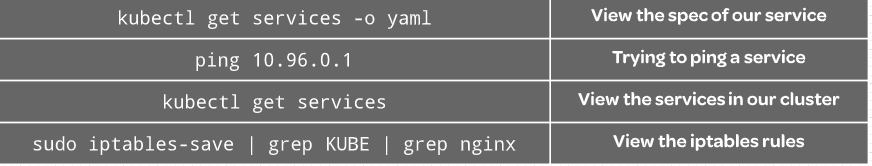 kubectl get services -o yaml View the spec of our service
ping 10.96.0.1 Trying to ping a service
kubectl get services View the services in our cluster
sudo iptables-save | grep KUBE | grep nginx View the iptables rules